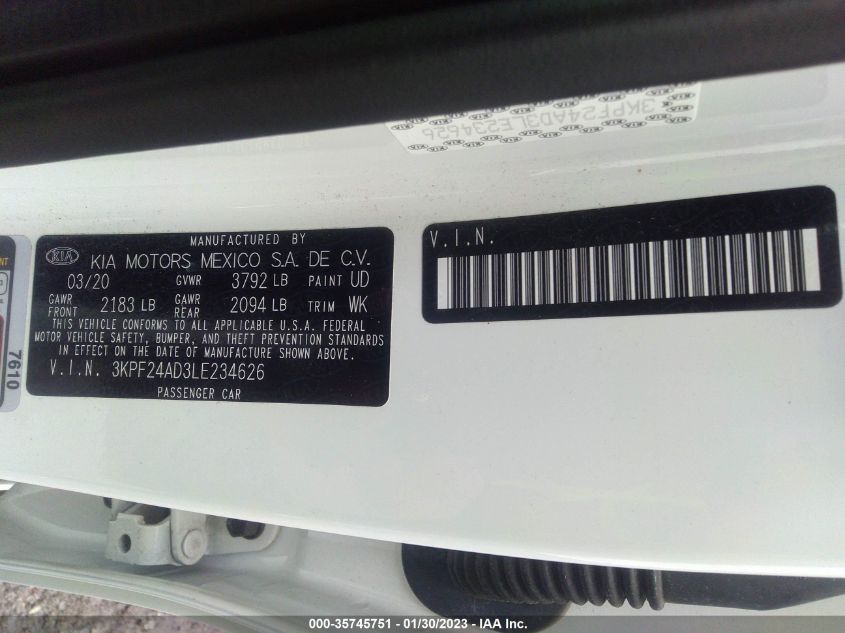 3KPF24AD3LE234626
MANUFACTURED BY
KIA KIA MOTORS MEXICO S.A. DE C.V.
03/20 GVWR 3792 LB PAINT UD
GAWR FRONT 2183 LB GAWR REAR 2094 LB TRIM WK
THIS VEHICLE CONFORMS TO ALL APPLICABLE U.S.A. FEDERAL
MOTOR VEHICLE SAFETY, BUMPER, AND THEFT PREVENTION STANDARDS
IN EFFECT ON THE DATE OF MANUFACTURE SHOWN ABOVE.
V.I.N. 3KPF24AD3LE234626
PASSENGER CAR
V.I.N.
7610
000-35745751 - 01/30/2023 - IAA Inc.